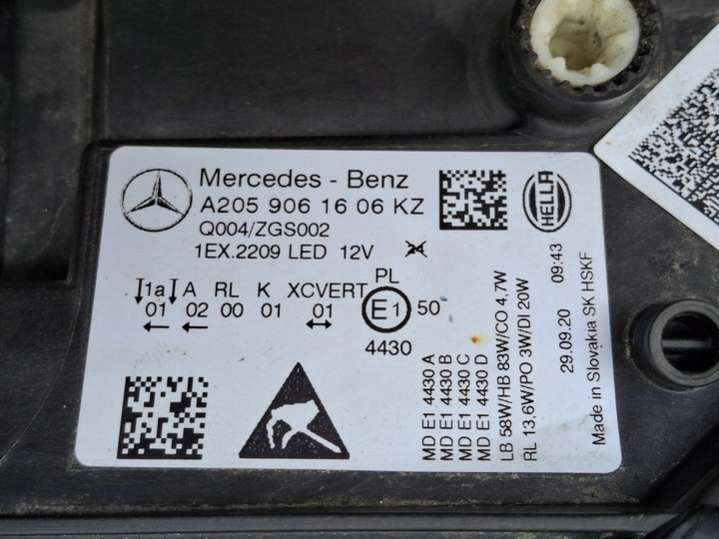 Mercedes - Benz
A205 906 16 06 KZ
Q004/ZGS002
1EX.2209 LED 12V
HELLA
1a A RL K XCVERT PL
01 02 00 01 01 E1 50
4430
MD E1 4430 A
MD E1 4430 B
MD E1 4430 C
MD E1 4430 D
LB 58W/HB 83W/CO 4,7W
RL 13,6W/PO 3W/DI 20W
29.09.20 09:43
Made in Slovakia SK HSKF